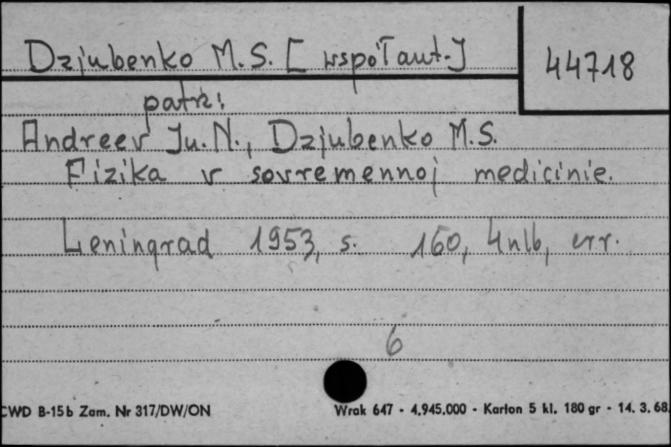 Dzjubenko M.S. [współaut.]
44718
patrz:
Andreev Ju. N., Dzjubenko M.S.
Fizika v sovremennoj medicinie.
Leningrad 1953, s. 160, 4nlb, err.
6
CWD B-15b Zam. Nr 317/DW/ON
Wrak 647 - 4.945.000 - Karton 5 kl. 180 gr - 14. 3. 68.